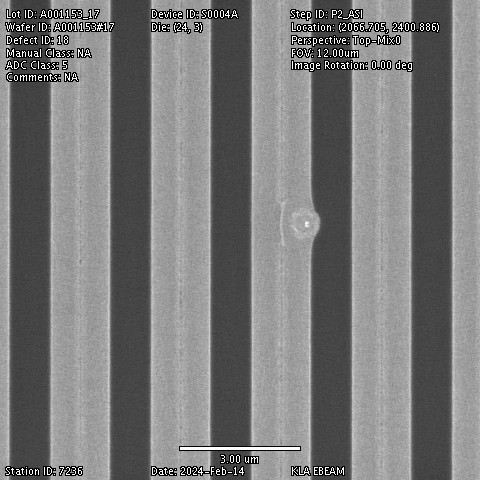 Lot ID: A001153_17
Wafer ID: A001153#17
Defect ID: 18
Manual Class: NA
ADC Class: 5
Comments: NA
Device ID: S0004A
Die: (24, 3)
Step ID: P2_ASI
Location: (2066.705, 2400.886)
Perspective: Top-Mix0
FOV: 12.00um
Image Rotation: 0.00 deg
3.00 um
Station ID: 7236
Date: 2024-Feb-14
KLA EBEAM